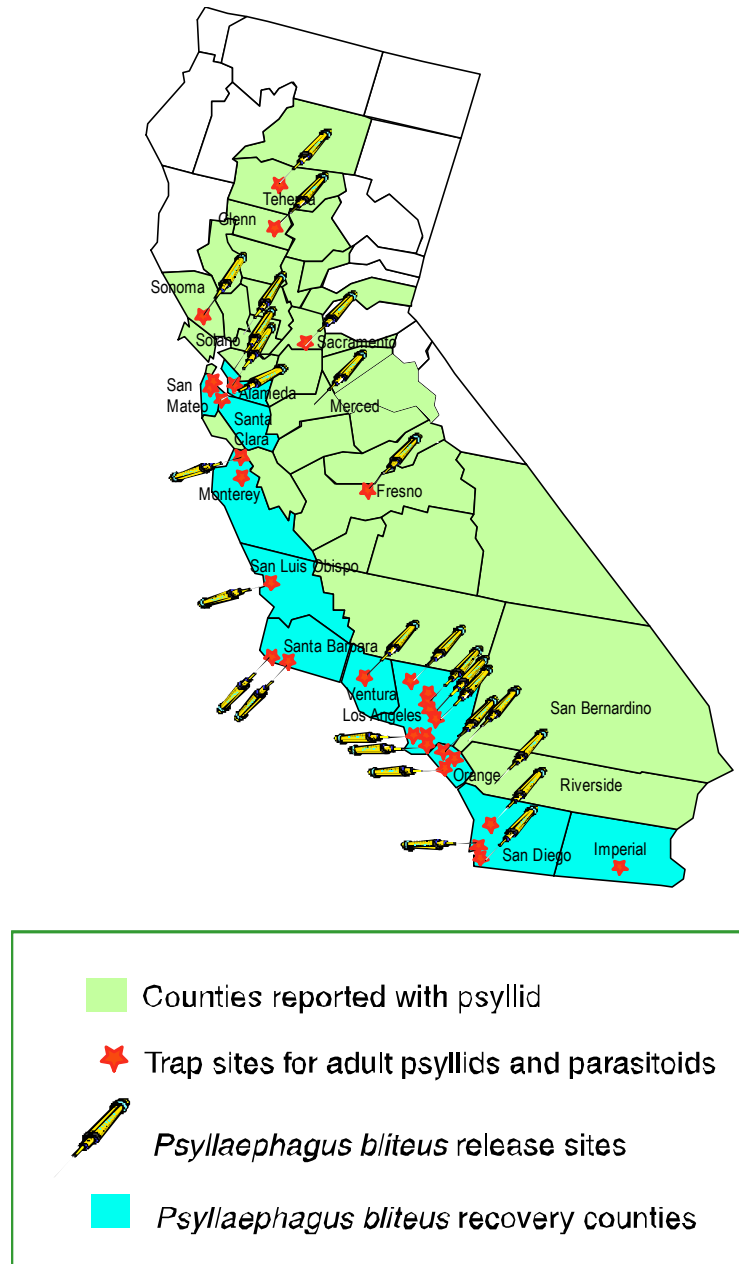 Tehema
Glenn
Sonoma
Solano
Sacramento
San
Mateo
Alameda
Merced
Santa
Clara
Monterey
Fresno
San Luis Obispo
Santa Barbara
Ventura
Los Angeles
San Bernardino
Orange
Riverside
San Diego
Imperial
Counties reported with psyllid
Trap sites for adult psyllids and parasitoids
Psyllaephagus bliteus release sites
Psyllaephagus bliteus recovery counties